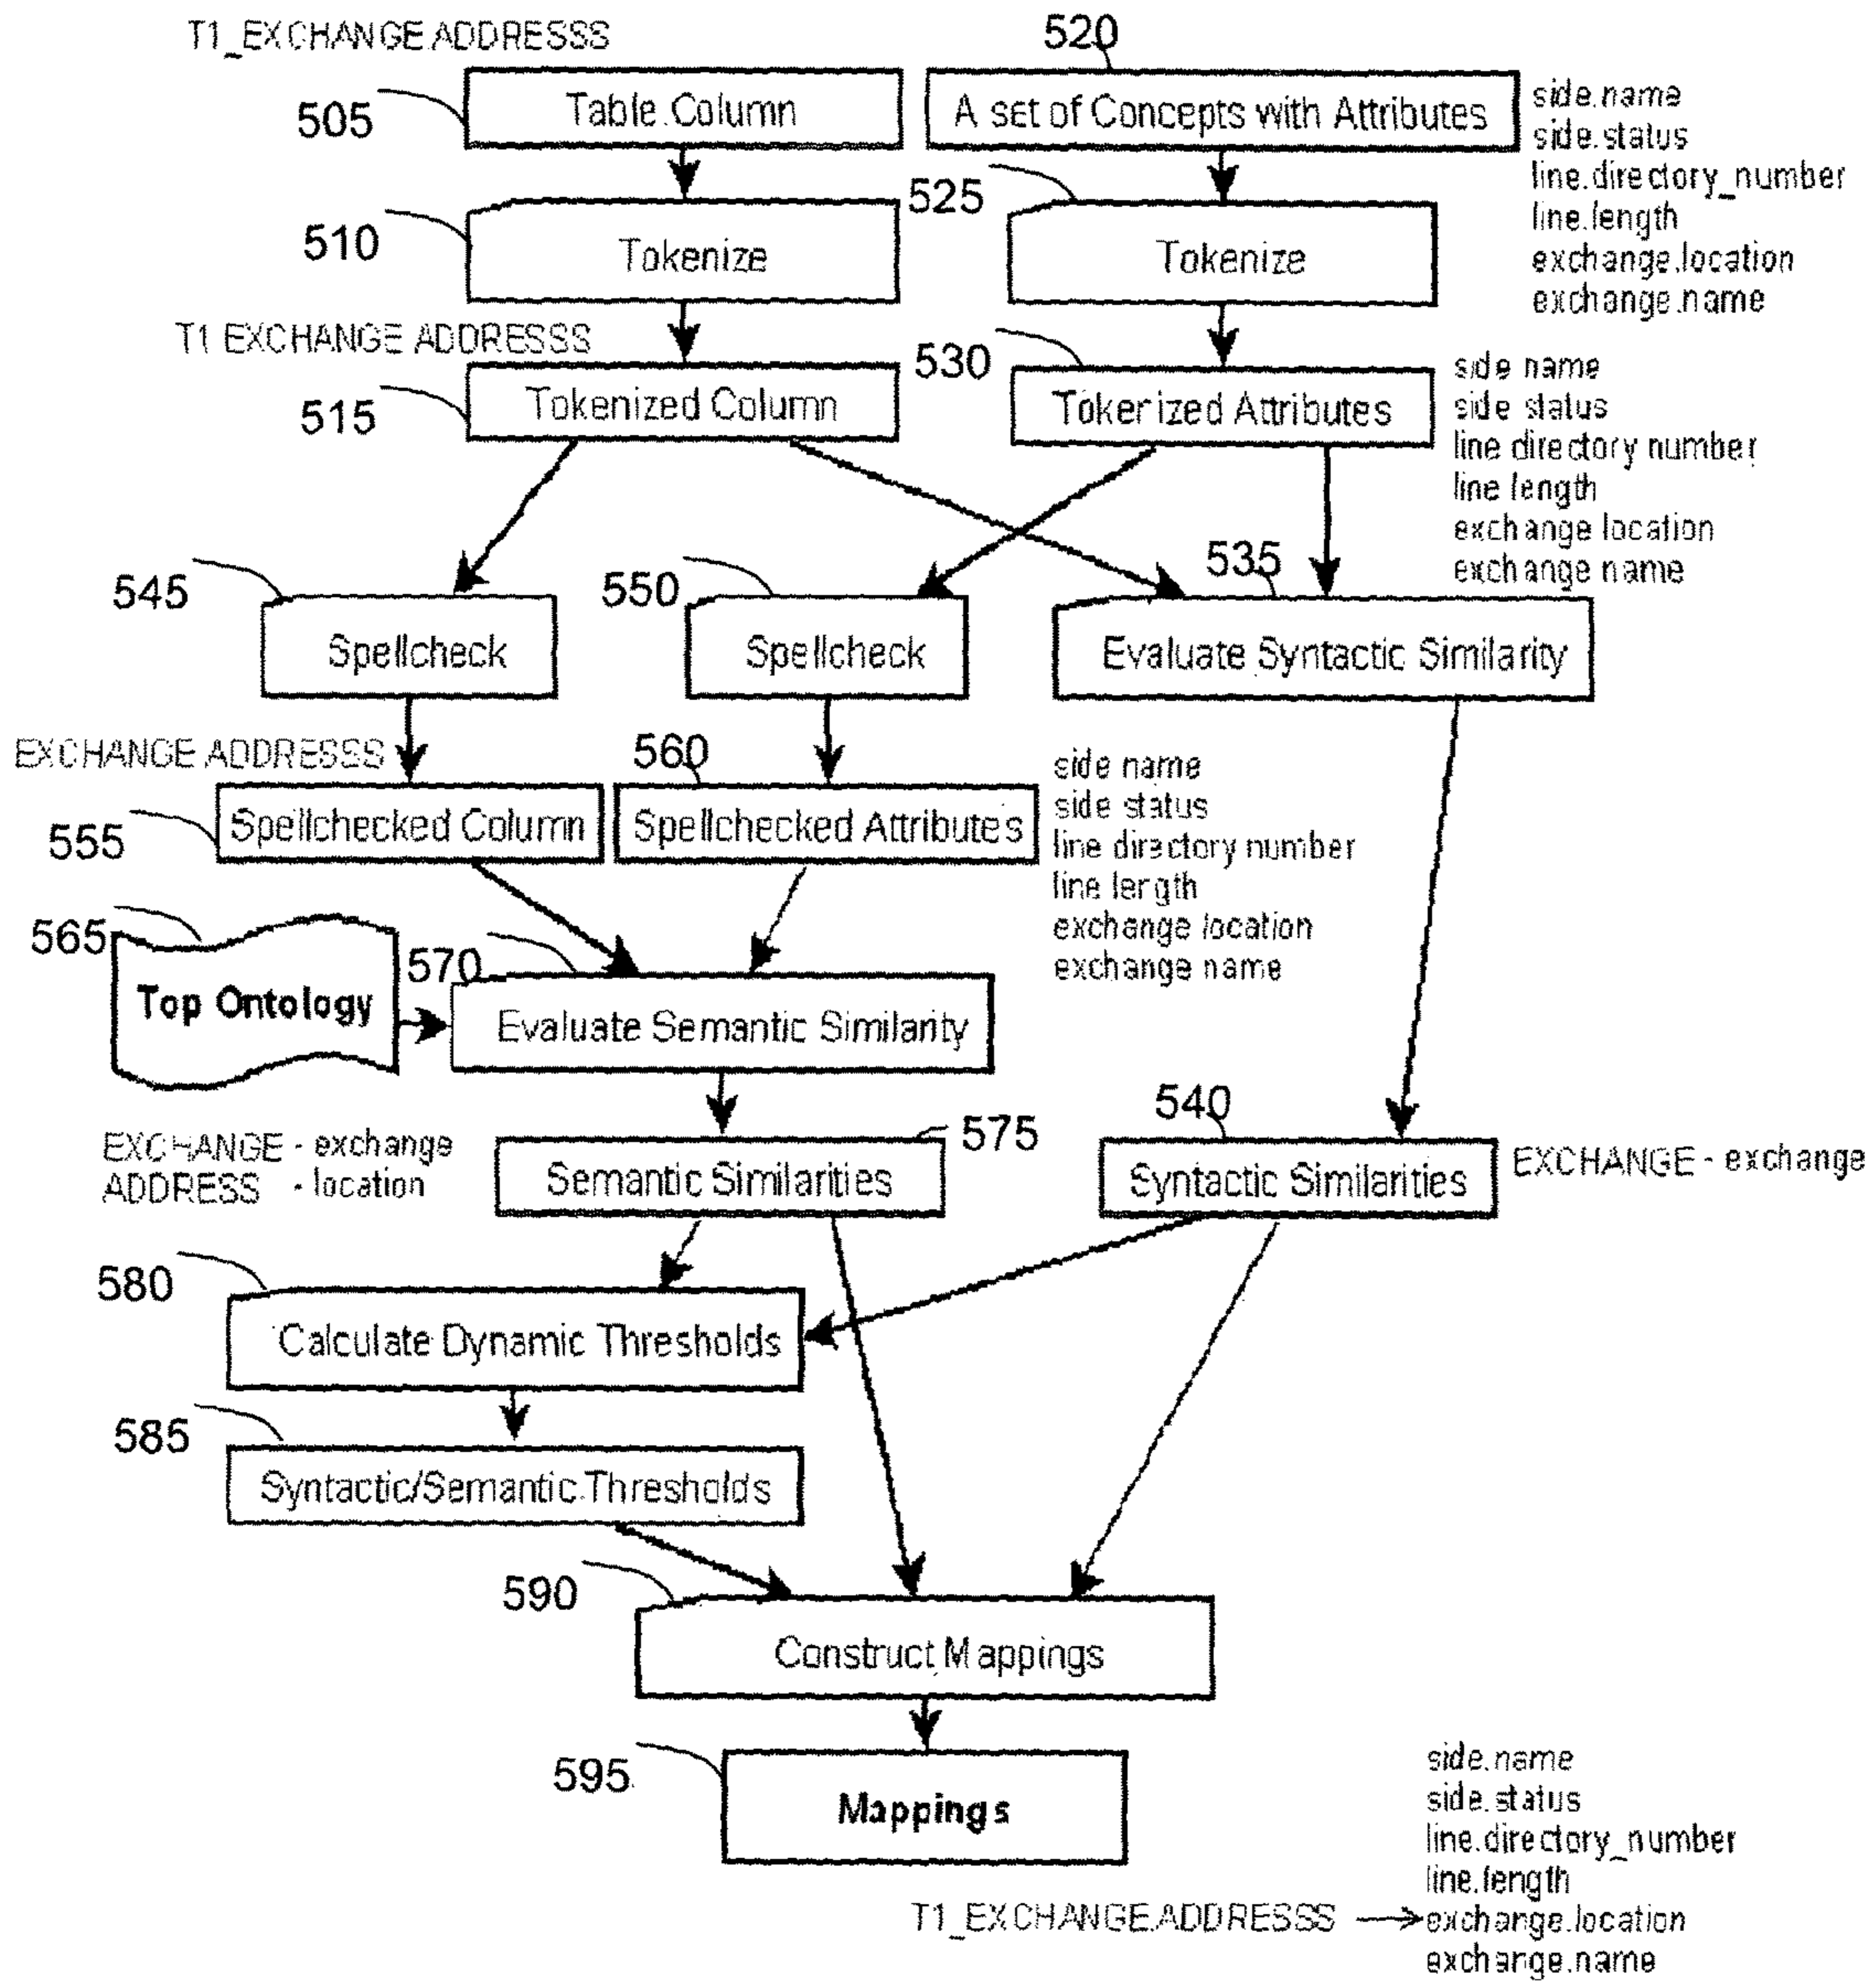 T1_EXCHANGE.ADDRESSS
520
505
Table.Column
A set of Concepts with Attributes
side.name
side.status
line.directory_number
line.length
exchange.location
exchange.name
510
Tokenize
525
Tokenize
T1 EXCHANGE ADDRESSS
515
Tokenized Column
530
Tokenized Attributes
side name
side status
line directory number
line length
exchange location
exchange name
545
Spellcheck
550
Spellcheck
535
Evaluate Syntactic Similarity
EXCHANGE ADDRESSS
555
Spellchecked Column
560
Spellchecked Attributes
side name
side status
line directory number
line length
exchange location
exchange name
565
Top Ontology
570
Evaluate Semantic Similarity
EXCHANGE - exchange
ADDRESS - location
575
Semantic Similarities
540
Syntactic Similarities
EXCHANGE - exchange
580
Calculate Dynamic Thresholds
585
Syntactic/Semantic Thresholds
590
Construct Mappings
595
Mappings
side.name
side.status
line.directory_number
line.length
T1_EXCHANGE.ADDRESSS → exchange.location
exchange.name